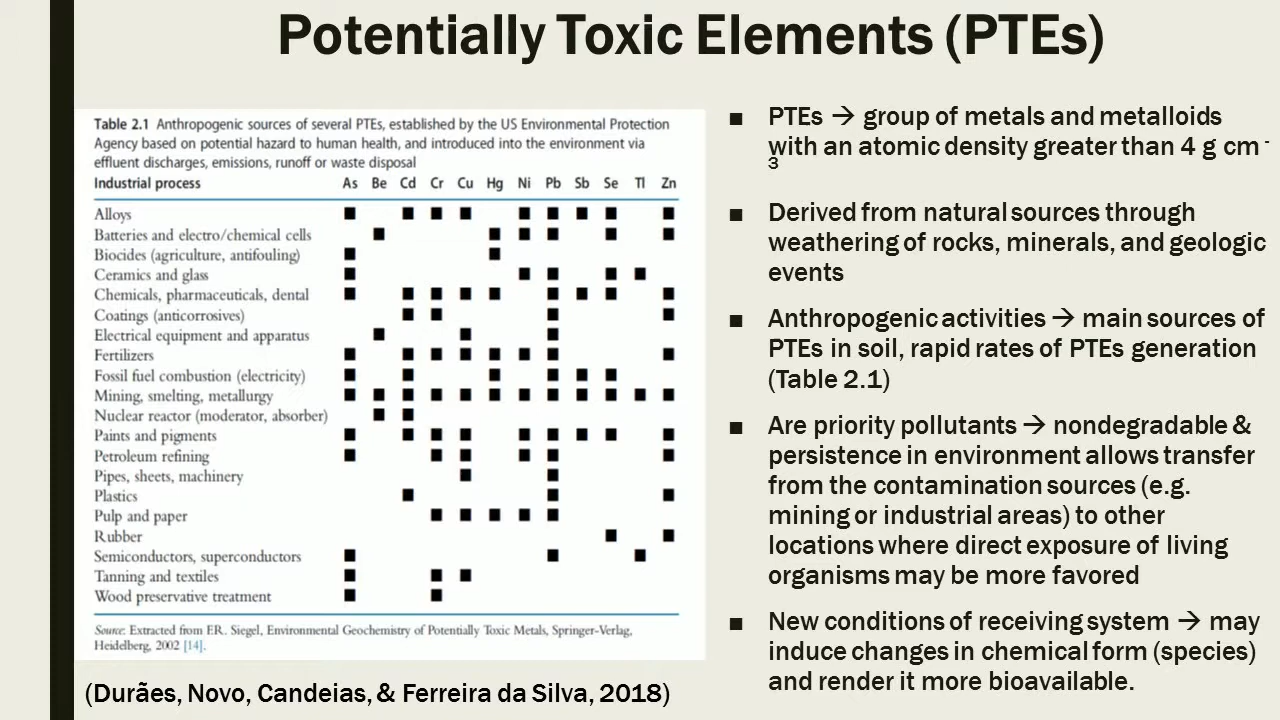 Potentially Toxic Elements (PTEs)
Table 2.1 Anthropogenic sources of several PTEs, established by the US Environmental Protection
Agency based on potential hazard to human health, and introduced into the environment via
effluent discharges, emissions, runoff or waste disposal
Industrial process As Be Cd Cr Cu Hg Ni Pb Sb Se Tl Zn
Alloys ■ ■ ■ ■ ■ ■ ■ ■ ■
Batteries and electro/chemical cells ■ ■ ■ ■ ■ ■
Biocides (agriculture, antifouling) ■ ■
Ceramics and glass ■ ■ ■ ■ ■
Chemicals, pharmaceuticals, dental ■ ■ ■ ■ ■ ■ ■ ■ ■
Coatings (anticorrosives) ■ ■ ■ ■
Electrical equipment and apparatus ■ ■ ■
Fertilizers ■ ■ ■ ■ ■ ■ ■ ■
Fossil fuel combustion (electricity) ■ ■ ■ ■ ■ ■
Mining, smelting, metallurgy ■ ■ ■ ■ ■ ■ ■ ■ ■ ■ ■ ■
Nuclear reactor (moderator, absorber) ■ ■
Paints and pigments ■ ■ ■ ■ ■ ■ ■ ■ ■
Petroleum refining ■ ■ ■ ■ ■ ■
Pipes, sheets, machinery ■ ■
Plastics ■ ■ ■
Pulp and paper ■ ■ ■ ■ ■
Rubber ■ ■
Semiconductors, superconductors ■ ■ ■
Tanning and textiles ■ ■ ■
Wood preservative treatment ■ ■
Source: Extracted from F.R. Siegel, Environmental Geochemistry of Potentially Toxic Metals, Springer-Verlag,
Heidelberg, 2002 [14].
(Durães, Novo, Candeias, & Ferreira da Silva, 2018)
■ PTEs → group of metals and metalloids
with an atomic density greater than 4 g cm -
3
■ Derived from natural sources through
weathering of rocks, minerals, and geologic
events
■ Anthropogenic activities → main sources of
PTEs in soil, rapid rates of PTEs generation
(Table 2.1)
■ Are priority pollutants → nondegradable &
persistence in environment allows transfer
from the contamination sources (e.g.
mining or industrial areas) to other
locations where direct exposure of living
organisms may be more favored
■ New conditions of receiving system → may
induce changes in chemical form (species)
and render it more bioavailable.